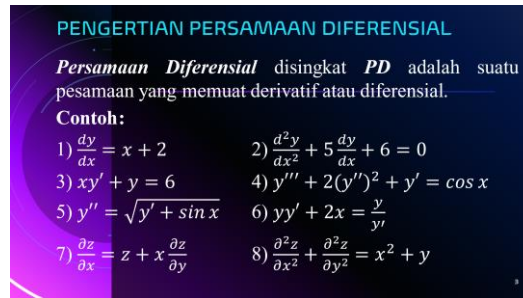 PENGERTIAN PERSAMAAN DIFERENSIAL
Persamaan Diferensial disingkat PD adalah suatu
pesamaan yang memuat derivatif atau diferensial.
Contoh:
1) dy/dx = x + 2 2) d²y/dx² + 5 dy/dx + 6 = 0
3) xy′ + y = 6 4) y′′′ + 2(y′′)² + y′ = cos x
5) y′′ = √(y′ + sin x) 6) yy′ + 2x = y/y′
7) ∂z/∂x = z + x ∂z/∂y 8) ∂²z/∂x² + ∂²z/∂y² = x² + y